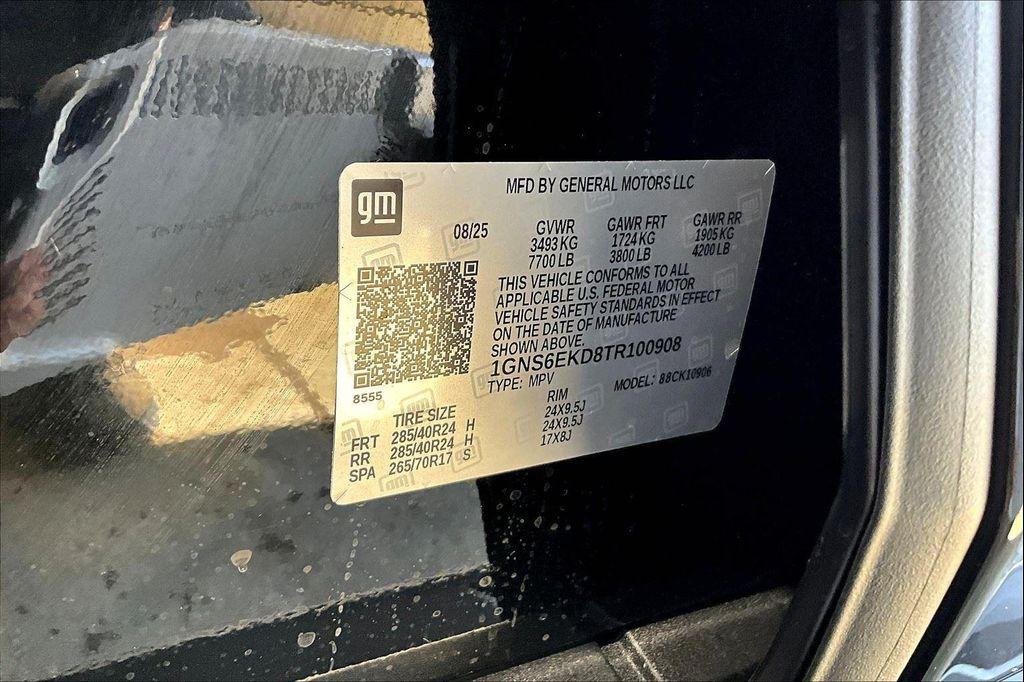 gm
MFD BY GENERAL MOTORS LLC
08/25
GVWR GAWR FRT GAWR RR
3493 KG 1724 KG 1905 KG
7700 LB 3800 LB 4200 LB
THIS VEHICLE CONFORMS TO ALL
APPLICABLE U.S. FEDERAL MOTOR
VEHICLE SAFETY STANDARDS IN EFFECT
ON THE DATE OF MANUFACTURE
SHOWN ABOVE.
1GNS6EKD8TR100908
TYPE: MPV MODEL: 88CK10906
8555
TIRE SIZE RIM
FRT 285/40R24 H 24X9.5J
RR 285/40R24 H 24X9.5J
SPA 265/70R17 S 17X8J